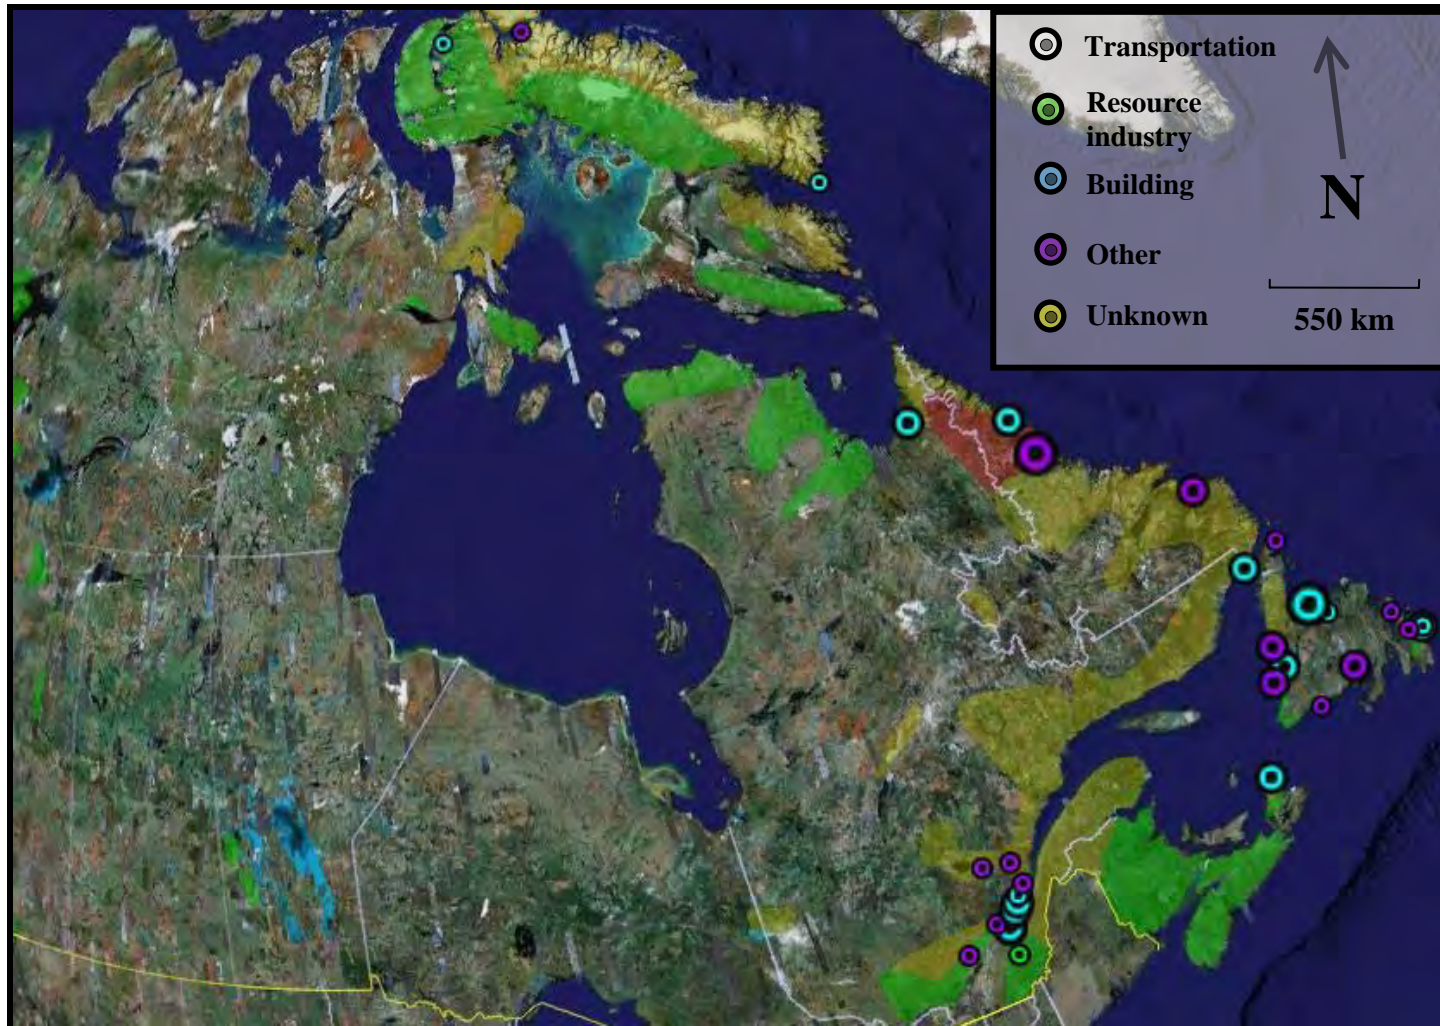 Transportation
Resource
industry
Building
Other
Unknown
N
550 km